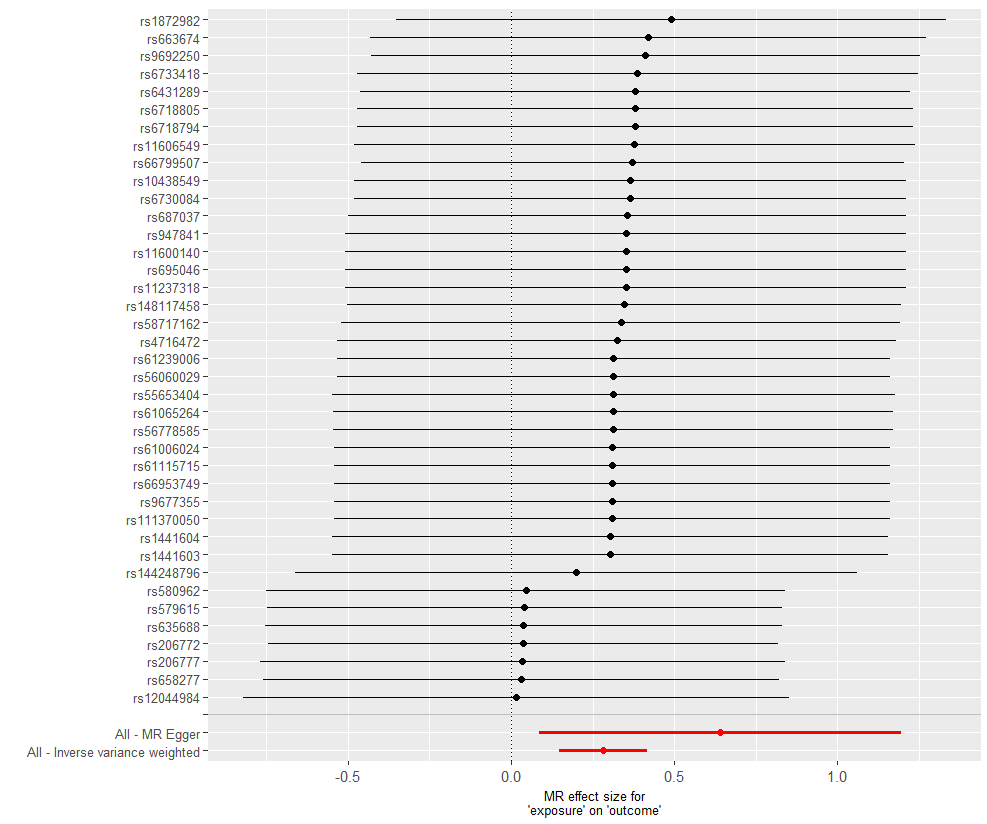 rs1872982
rs663674
rs9692250
rs6733418
rs6431289
rs6718805
rs6718794
rs11606549
rs66799507
rs10438549
rs6730084
rs687037
rs947841
rs11600140
rs695046
rs11237318
rs148117458
rs58717162
rs4716472
rs61239006
rs56060029
rs55653404
rs61065264
rs56778585
rs61006024
rs61115715
rs66953749
rs9677355
rs111370050
rs1441604
rs1441603
rs144248796
rs580962
rs579615
rs635688
rs206772
rs206777
rs658277
rs12044984
All - MR Egger
All - Inverse variance weighted
-0.5 0.0 0.5 1.0
MR effect size for
'exposure' on 'outcome'